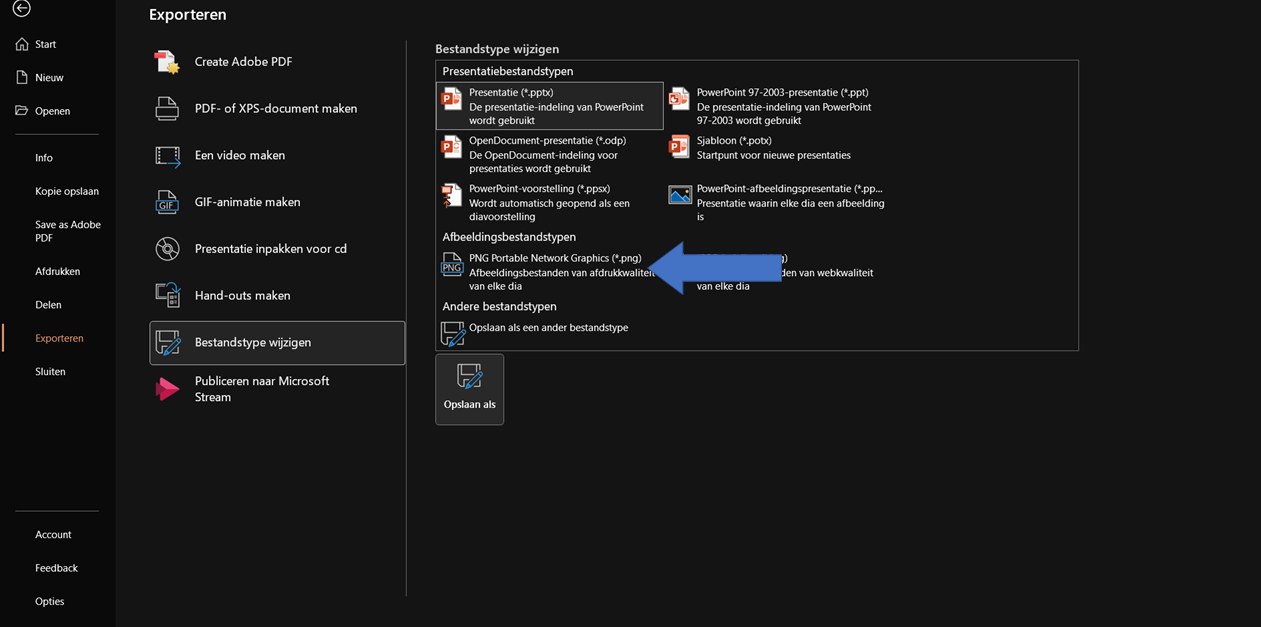 Exporteren
Start
Nieuw
Openen
Info
Kopie opslaan
Save as Adobe
PDF
Afdrukken
Delen
Exporteren
Sluiten
Account
Feedback
Opties
Create Adobe PDF
PDF- of XPS-document maken
Een video maken
GIF
GIF-animatie maken
Presentatie inpakken voor cd
Hand-outs maken
Bestandstype wijzigen
Publiceren naar Microsoft
Stream
Bestandstype wijzigen
Presentatiebestandstypen
Presentatie (*.pptx)
De presentatie-indeling van PowerPoint
wordt gebruikt
PowerPoint 97-2003-presentatie (*.ppt)
De presentatie-indeling van PowerPoint
97-2003 wordt gebruikt
OpenDocument-presentatie (*.odp)
De OpenDocument-indeling voor
presentaties wordt gebruikt
Sjabloon (*.potx)
Startpunt voor nieuwe presentaties
PowerPoint-voorstelling (*.ppsx)
Wordt automatisch geopend als een
diavoorstelling
PowerPoint-afbeeldingspresentatie (*.pp...
Presentatie waarin elke dia een afbeelding
is
Afbeeldingsbestandstypen
PNG
PNG Portable Network Graphics (*.png)
Afbeeldingsbestanden van afdrukkwaliteit
van elke dia
van webkwaliteit
van elke dia
Andere bestandstypen
Opslaan als een ander bestandstype
Opslaan als